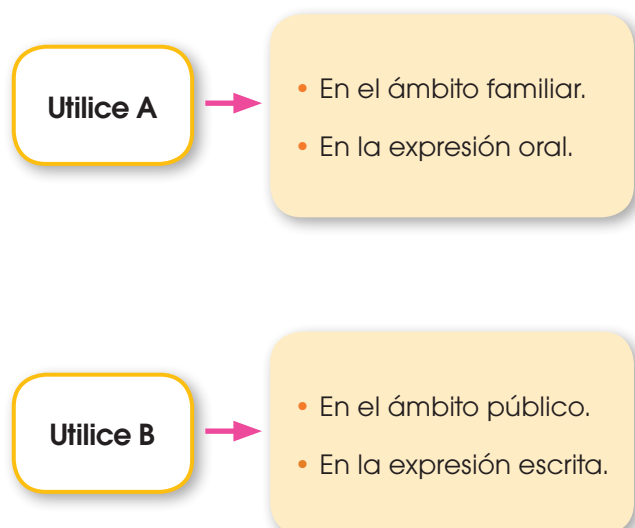 Utilice A
• En el ámbito familiar.
• En la expresión oral.
Utilice B
• En el ámbito público.
• En la expresión escrita.